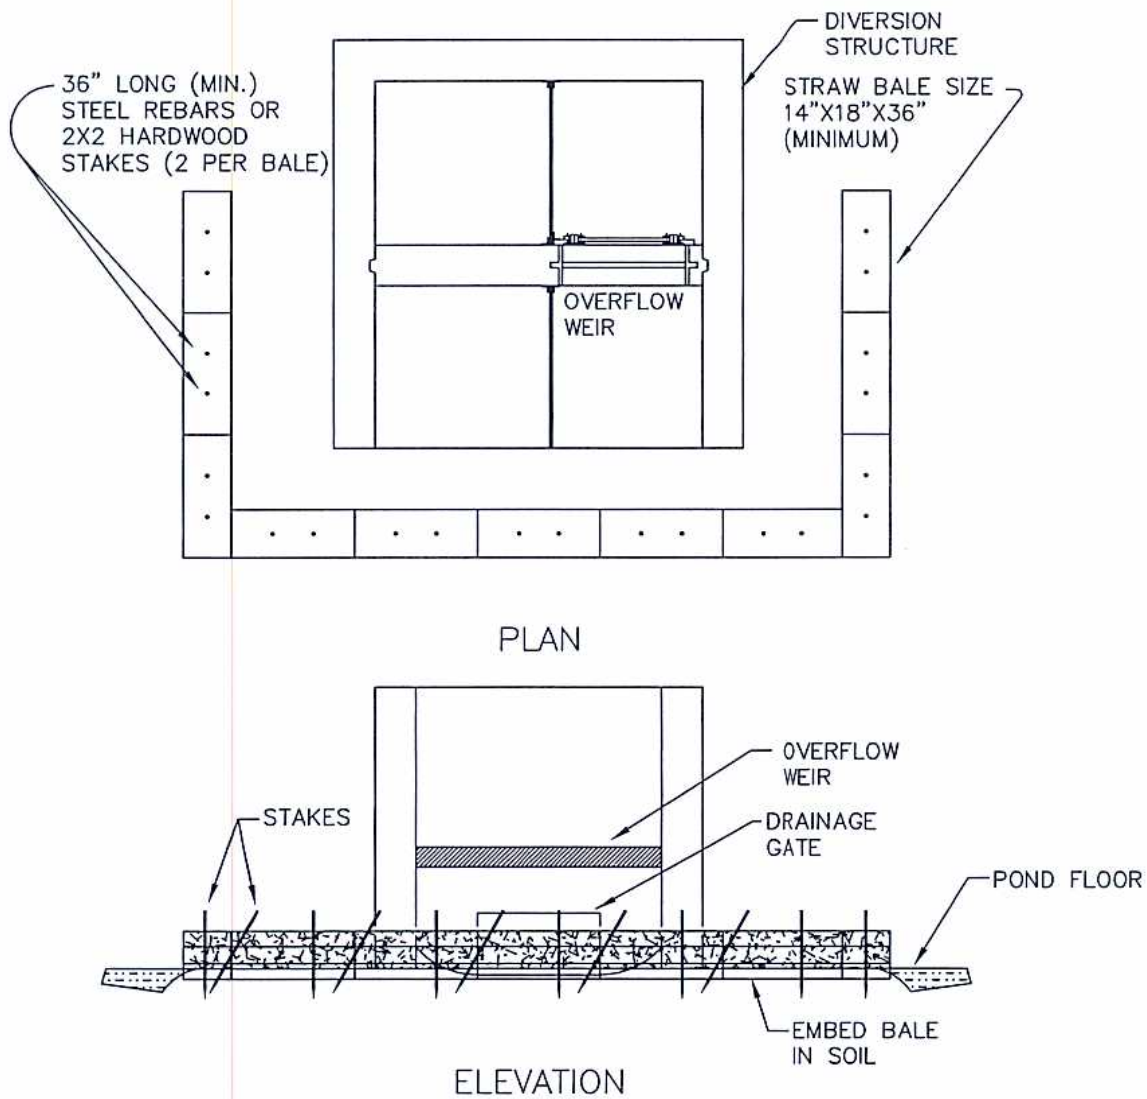 DIVERSION
STRUCTURE
36" LONG (MIN.)
STEEL REBARS OR
2X2 HARDWOOD
STAKES (2 PER BALE)
STRAW BALE SIZE
14"X18"X36"
(MINIMUM)
OVERFLOW
WEIR
PLAN
OVERFLOW
WEIR
STAKES
DRAINAGE
GATE
POND FLOOR
EMBED BALE
IN SOIL
ELEVATION